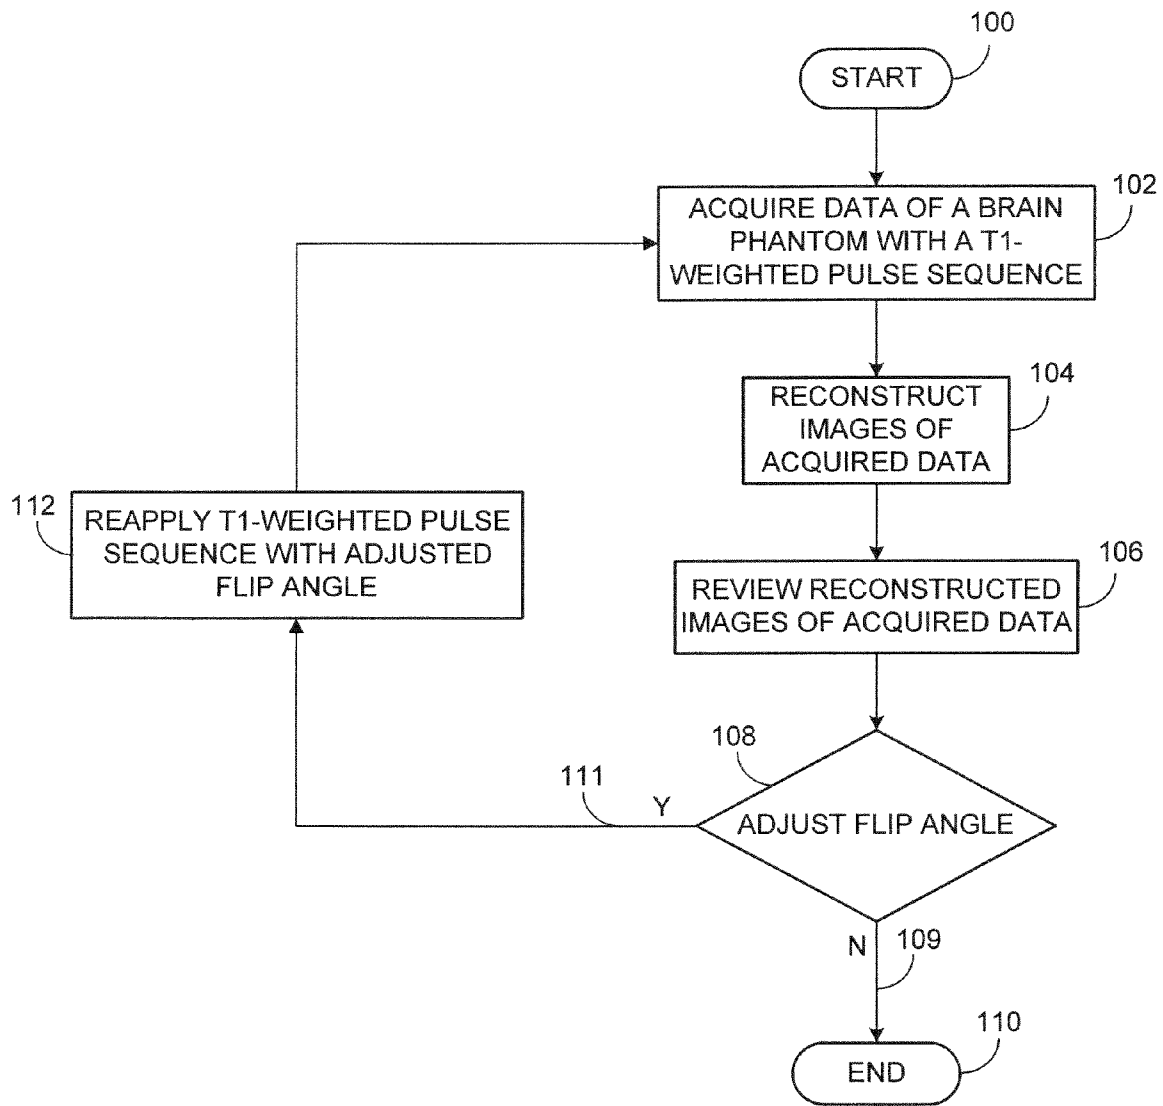 100
START
102
ACQUIRE DATA OF A BRAIN
PHANTOM WITH A T1-
WEIGHTED PULSE SEQUENCE
104
RECONSTRUCT
IMAGES OF
ACQUIRED DATA
112
REAPPLY T1-WEIGHTED PULSE
SEQUENCE WITH ADJUSTED
FLIP ANGLE
106
REVIEW RECONSTRUCTED
IMAGES OF ACQUIRED DATA
108
111
Y
ADJUST FLIP ANGLE
N
109
110
END